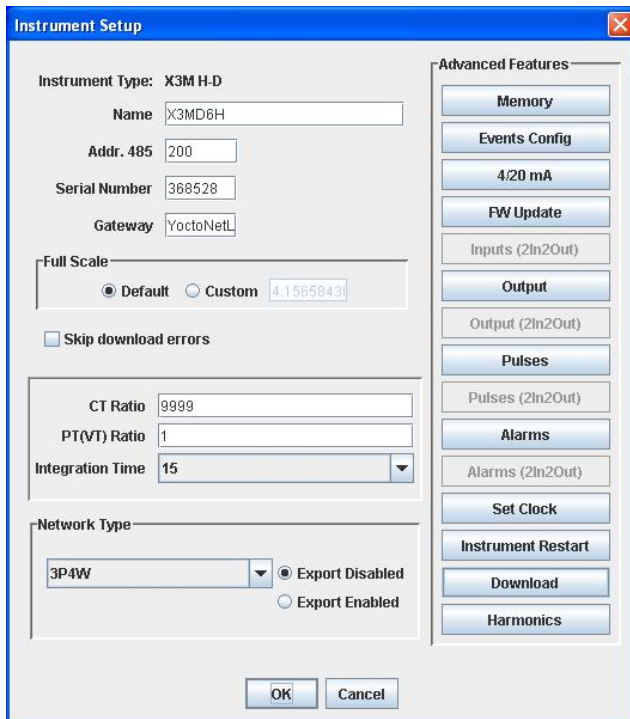 Instrument Setup
Instrument Type: X3M H-D
Name X3MD6H
Addr. 485 200
Serial Number 368528
Gateway YoctoNetL
Full Scale
Default Custom 4.1565843
Skip download errors
CT Ratio 9999
PT(VT) Ratio 1
Integration Time 15
Network Type
3P4W Export Disabled
Export Enabled
Advanced Features
Memory
Events Config
4/20 mA
FW Update
Inputs (2In2Out)
Output
Output (2In2Out)
Pulses
Pulses (2In2Out)
Alarms
Alarms (2In2Out)
Set Clock
Instrument Restart
Download
Harmonics
OK Cancel